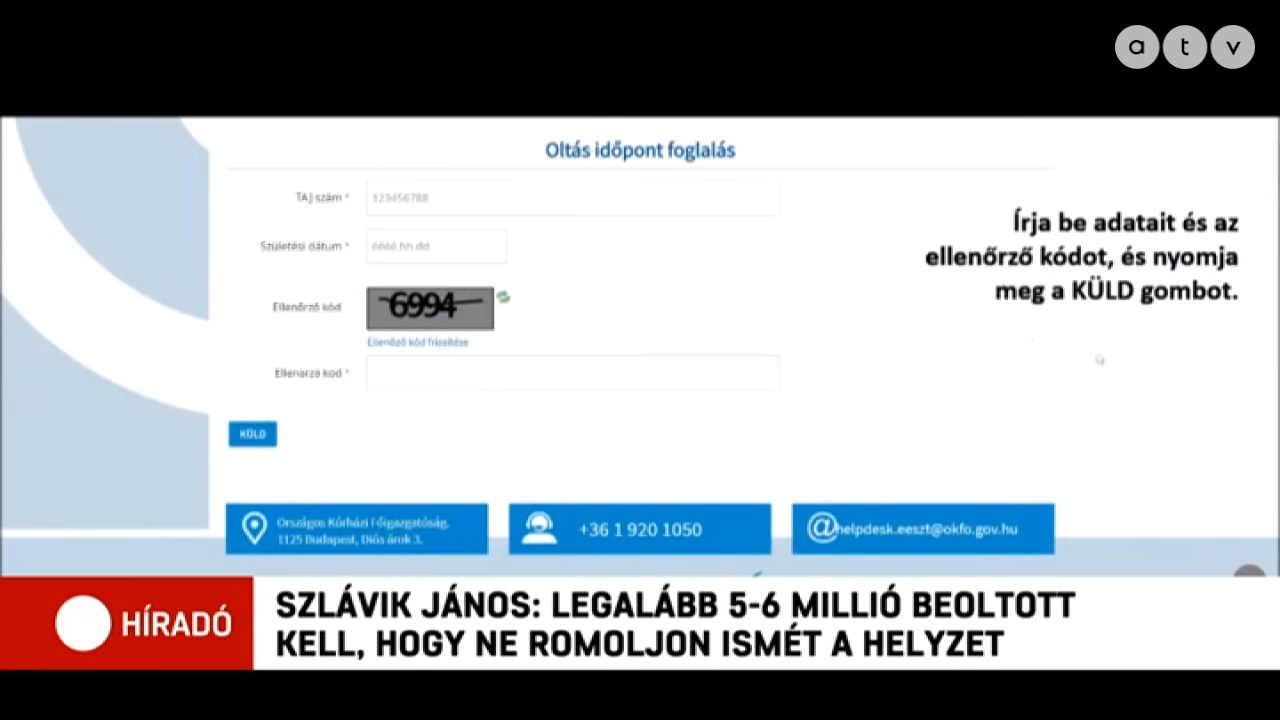 a t v
Oltás időpont foglalás
TAJ szám *
123456788
Születési dátum *
éééé.hh.dd
Ellenőrző kód
6994
Ellenőző kód frissítése
Ellenőrző kód *
KÜLD
Írja be adatait és az
ellenőrző kódot, és nyomja
meg a KÜLD gombot.
Országos Kórházi Főigazgatóság,
1125 Budapest, Diós árok 3.
+36 1 920 1050
@helpdesk.eeszt@okfo.gov.hu
HÍRADÓ
SZLÁVIK JÁNOS: LEGALÁBB 5-6 MILLIÓ BEOLTOTT
KELL, HOGY NE ROMOLJON ISMÉT A HELYZET